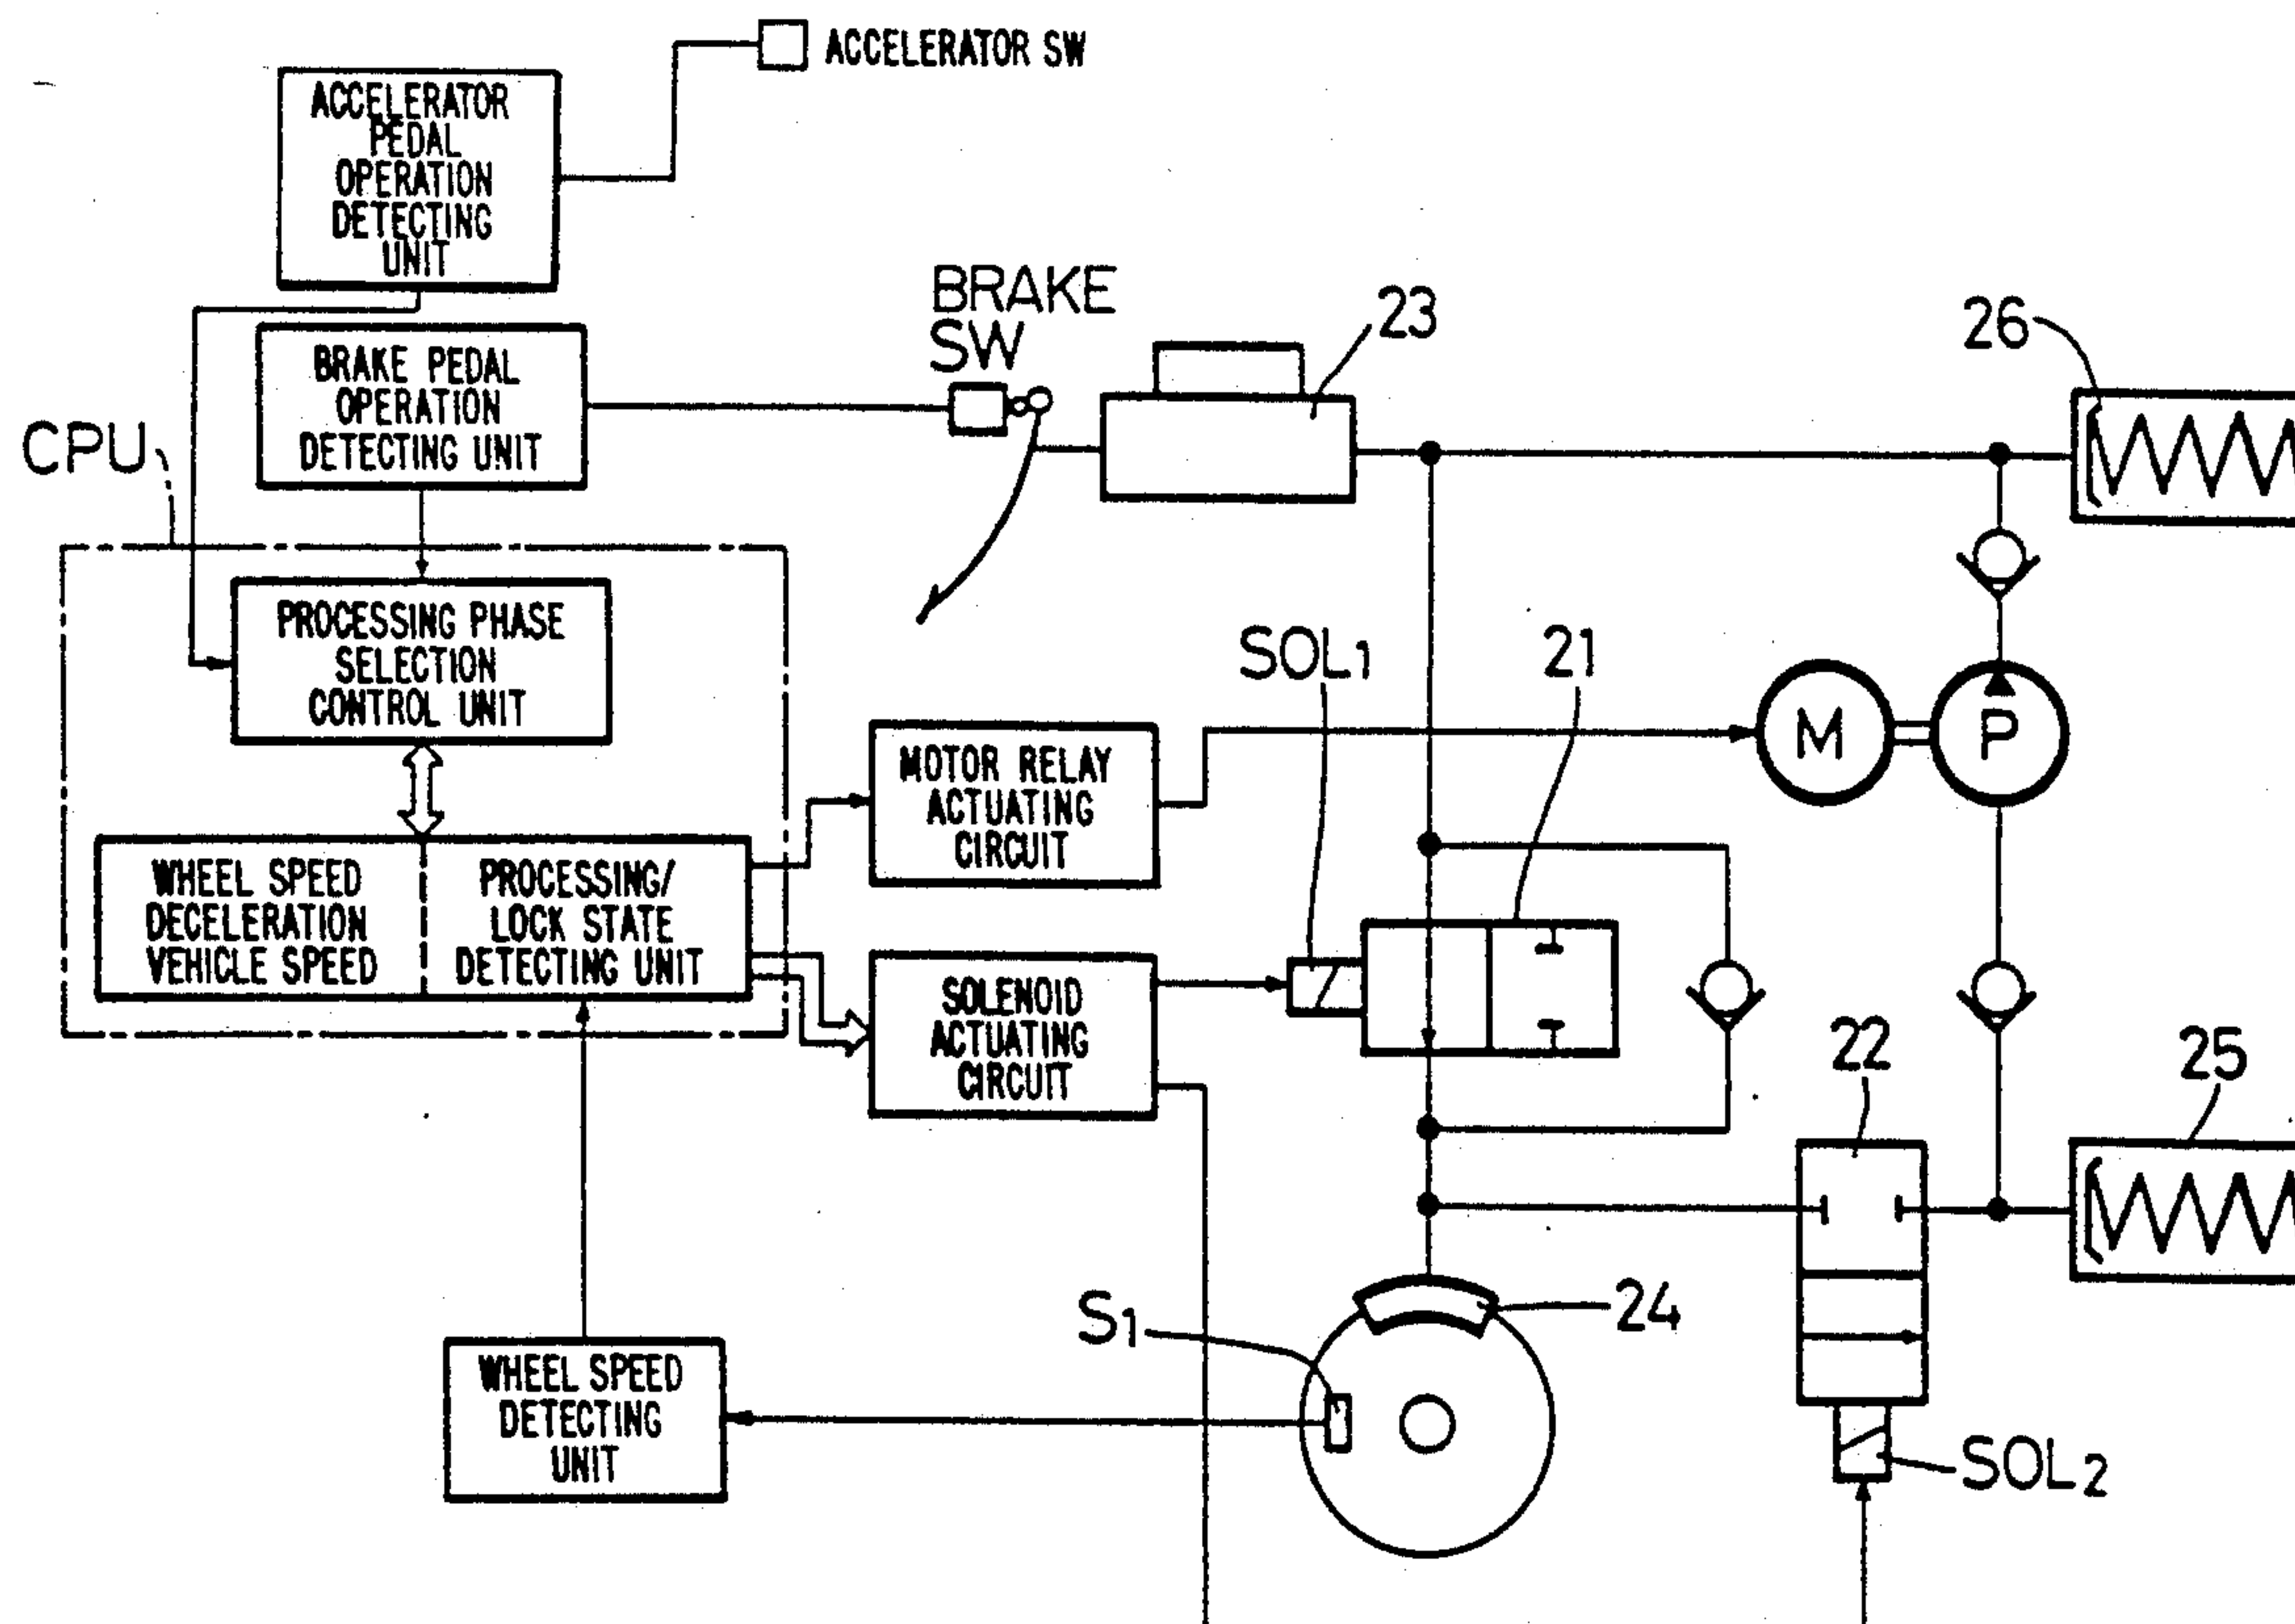 ACCELERATOR SW
ACCELERATOR
PEDAL
OPERATION
DETECTING
UNIT
BRAKE
SW
23
26
BRAKE PEDAL
OPERATION
DETECTING UNIT
CPU
PROCESSING PHASE
SELECTION
CONTROL UNIT
SOL1
21
M
P
MOTOR RELAY
ACTUATING
CIRCUIT
WHEEL SPEED
DECELERATION
VEHICLE SPEED
PROCESSING/
LOCK STATE
DETECTING UNIT
SOLENOID
ACTUATING
CIRCUIT
22
25
S1
24
WHEEL SPEED
DETECTING
UNIT
SOL2